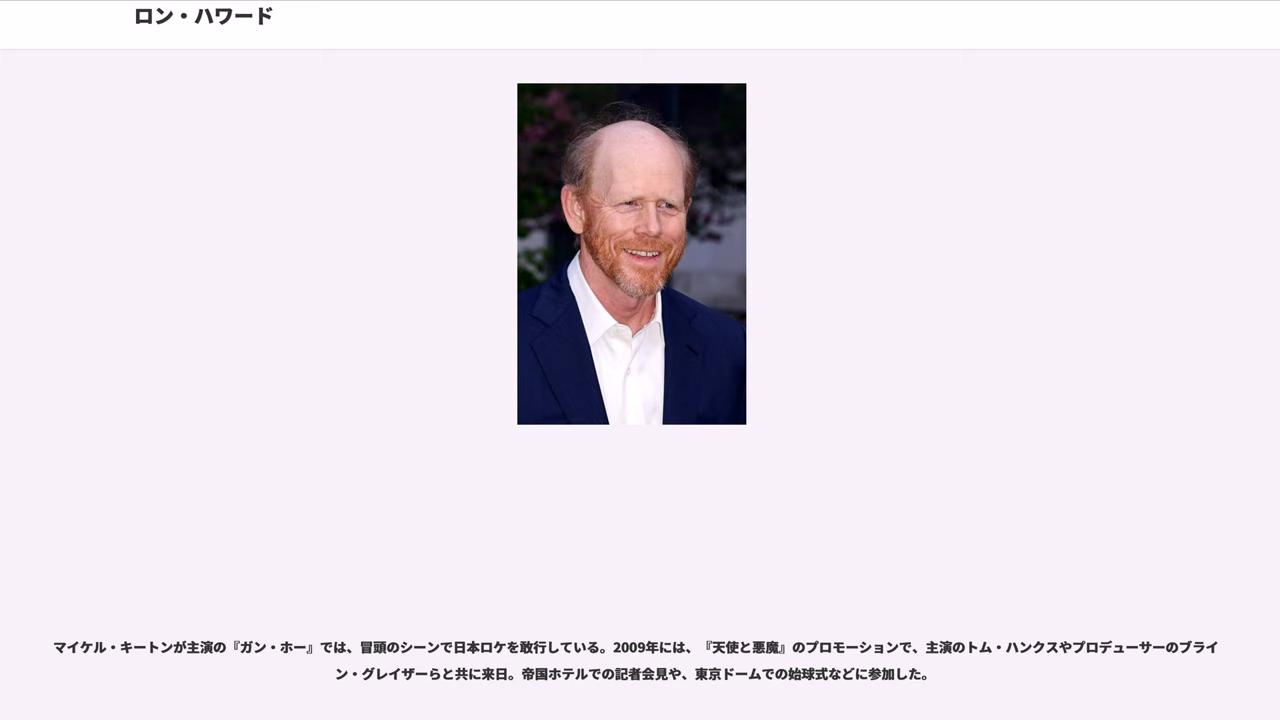 ロン・ハワード
マイケル・キートンが主演の『ガン・ホー』では、冒頭のシーンで日本ロケを敢行している。2009年には、『天使と悪魔』のプロモーションで、主演のトム・ハンクスやプロデューサーのブライ
ン・グレイザーらと共に来日。帝国ホテルでの記者会見や、東京ドームでの始球式などに参加した。